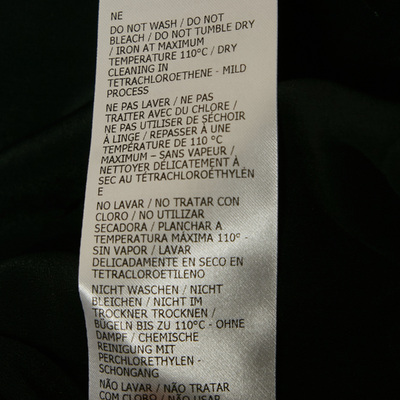 NE
DO NOT WASH / DO NOT
BLEACH / DO NOT TUMBLE DRY
/ IRON AT MAXIMUM
TEMPERATURE 110°C / DRY
CLEANING IN
TETRACHLOROETHENE - MILD
PROCESS
NE PAS LAVER / NE PAS
TRAITER AVEC DU CHLORE /
NE PAS UTILISER DE SÉCHOIR
À LINGE / REPASSER À UNE
TEMPÉRATURE DE 110 °C
MAXIMUM – SANS VAPEUR /
NETTOYER DÉLICATEMENT À
SEC AU TÉTRACHLOROÉTHYLÈN
E
NO LAVAR / NO TRATAR CON
CLORO / NO UTILIZAR
SECADORA / PLANCHAR A
TEMPERATURA MÁXIMA 110° -
SIN VAPOR / LAVAR
DELICADAMENTE EN SECO EN
TETRACLOROETILENO
NICHT WASCHEN / NICHT
BLEICHEN / NICHT IM
TROCKNER TROCKNEN /
BÜGELN BIS ZU 110°C - OHNE
DAMPF / CHEMISCHE
REINIGUNG MIT
PERCHLORETHYLEN -
SCHONGANG
NÃO LAVAR / NÃO TRATAR
COM CLORO / NÃO USAR